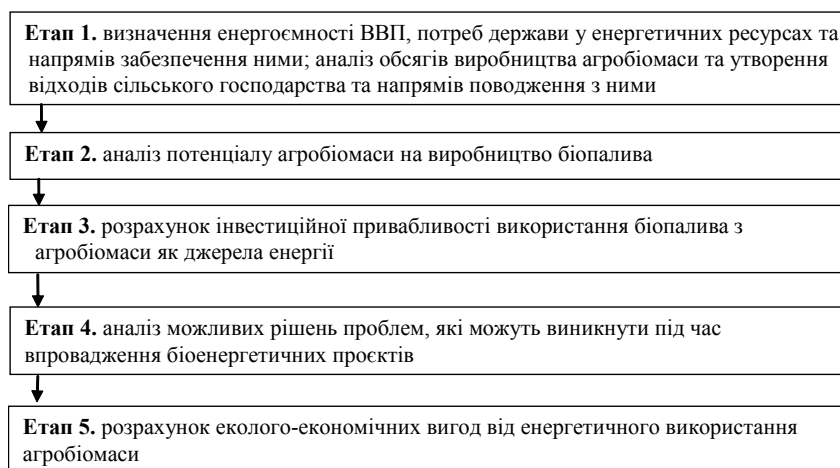 Етап 1. визначення енергоємності ВВП, потреб держави у енергетичних ресурсах та
напрямів забезпечення ними; аналіз обсягів виробництва агробіомаси та утворення
відходів сільського господарства та напрямів поводження з ними
Етап 2. аналіз потенціалу агробіомаси на виробництво біопалива
Етап 3. розрахунок інвестиційної привабливості використання біопалива з
агробіомаси як джерела енергії
Етап 4. аналіз можливих рішень проблем, які можуть виникнути під час
впровадження біоенергетичних проєктів
Етап 5. розрахунок еколого-економічних вигод від енергетичного використання
агробіомаси